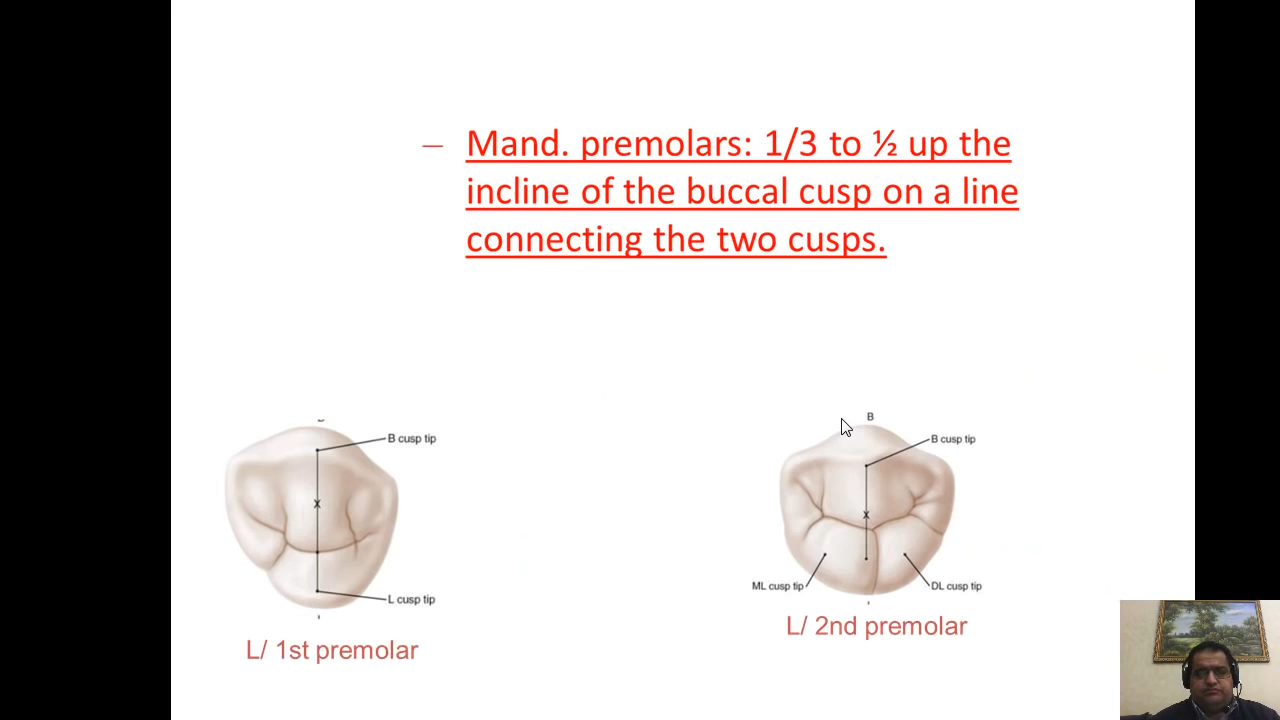 – Mand. premolars: 1/3 to ½ up the
incline of the buccal cusp on a line
connecting the two cusps.
B cusp tip
X
L cusp tip
L/ 1st premolar
B
B cusp tip
X
ML cusp tip
DL cusp tip
L/ 2nd premolar